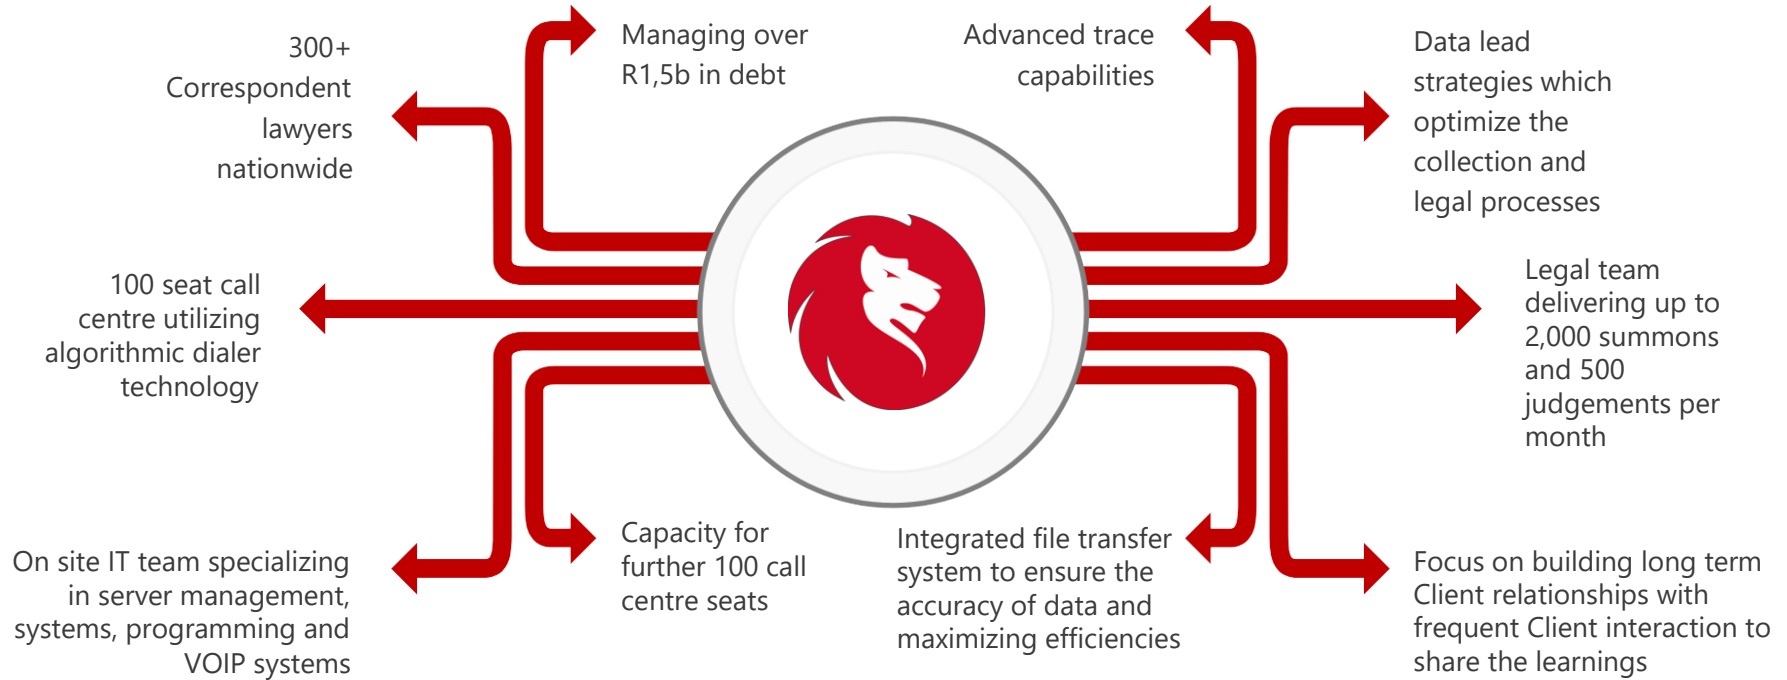 300+
Correspondent
lawyers
nationwide
Managing over
R1,5b in debt
Advanced trace
capabilities
Data lead
strategies which
optimize the
collection and
legal processes
100 seat call
centre utilizing
algorithmic dialer
technology
Legal team
delivering up to
2,000 summons
and 500
judgements per
month
On site IT team specializing
in server management,
systems, programming and
VOIP systems
Capacity for
further 100 call
centre seats
Integrated file transfer
system to ensure the
accuracy of data and
maximizing efficiencies
Focus on building long term
Client relationships with
frequent Client interaction to
share the learnings